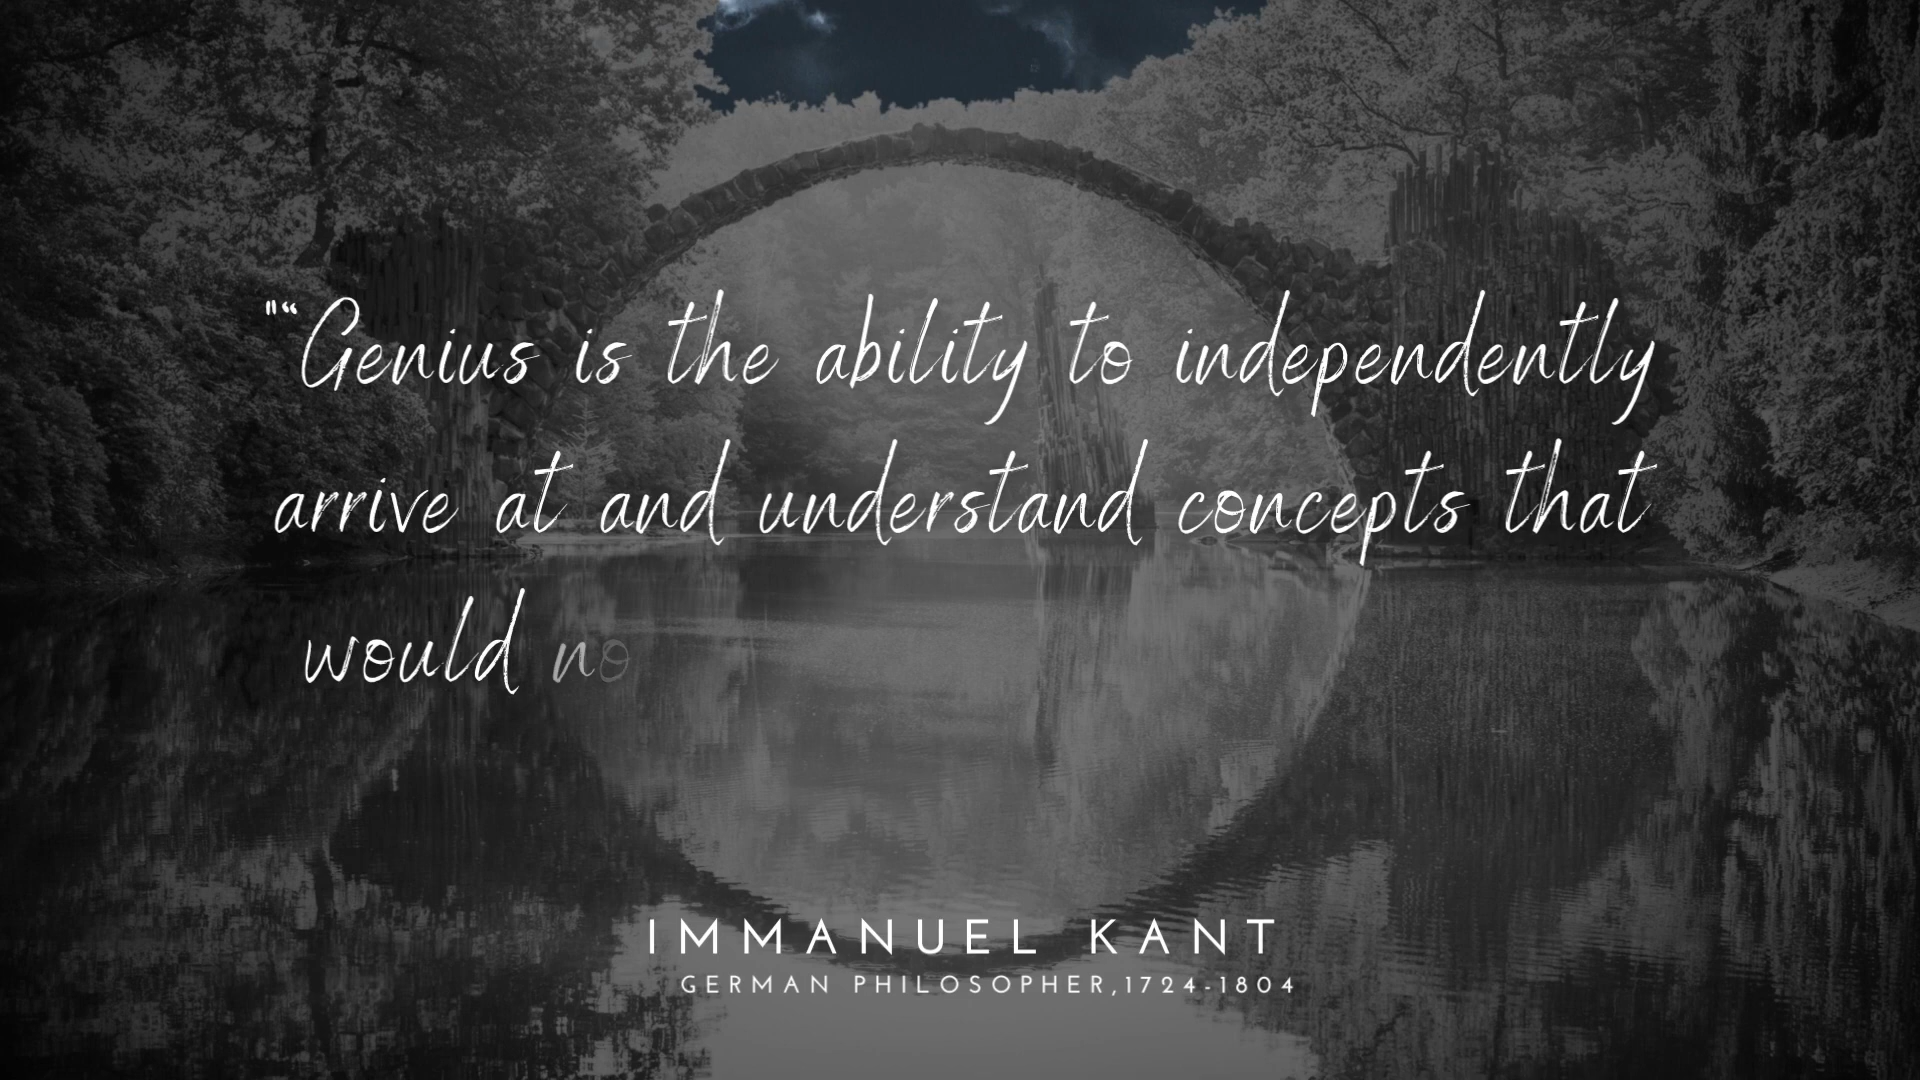 "“Genius is the ability to independently
arrive at and understand concepts that
would no
IMMANUEL KANT
GERMAN PHILOSOPHER,1724-1804